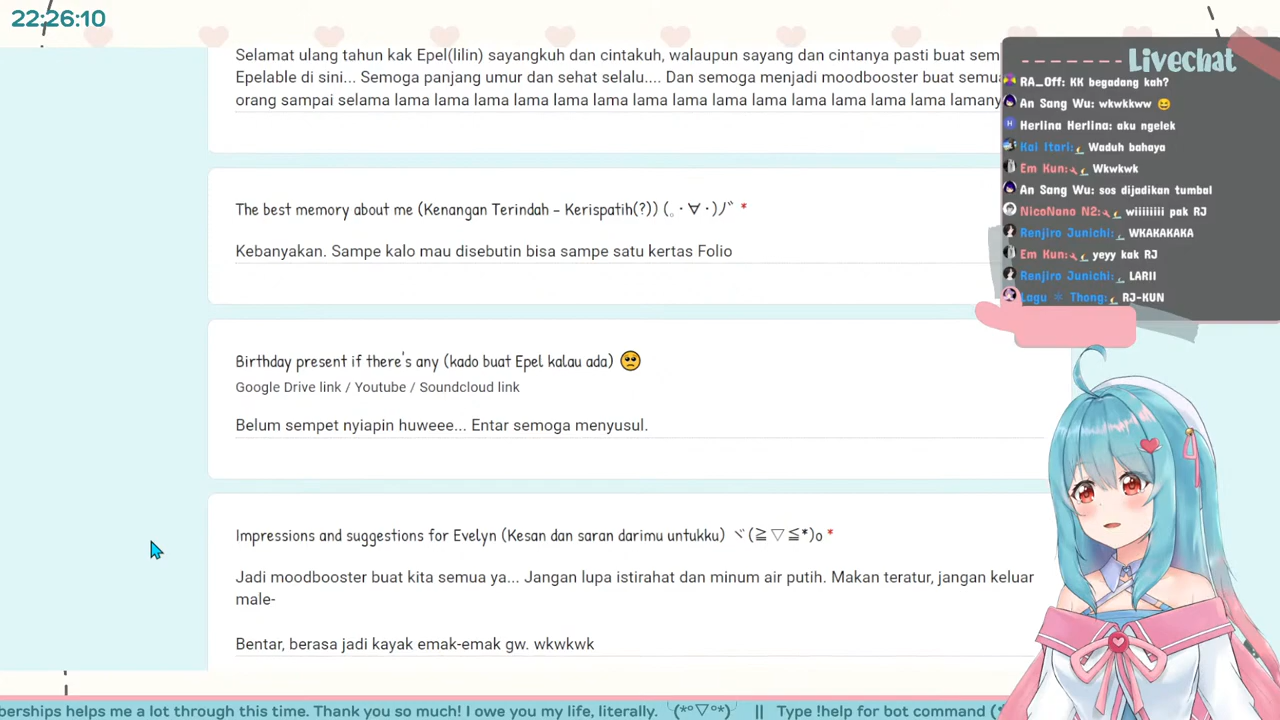 22:26:10
Selamat ulang tahun kak Epel(lilin) sayangkuh dan cintakuh, walaupun sayang dan cintanya pasti buat sem
Epelable di sini... Semoga panjang umur dan sehat selalu.... Dan semoga menjadi moodbooster buat semu
orang sampai selama lama lama lama lama lama lama lama lama lama lama lama lama lamany
The best memory about me (Kenangan Terindah - Kerispatih(?)) (｡･∀･)ﾉﾞ *
Kebanyakan. Sampe kalo mau disebutin bisa sampe satu kertas Folio
Birthday present if there's any (kado buat Epel kalau ada) 🥺
Google Drive link / Youtube / Soundcloud link
Belum sempet nyiapin huweee... Entar semoga menyusul.
Impressions and suggestions for Evelyn (Kesan dan saran darimu untukku) ヾ(≧▽≦*)o *
Jadi moodbooster buat kita semua ya... Jangan lupa istirahat dan minum air putih. Makan teratur, jangan keluar
male-
Bentar, berasa jadi kayak emak-emak gw. wkwkwk
Livechat
RA_Off: KK begadang kah?
An Sang Wu: wkwkkww 😆
Herlina Herlina: aku ngelek
Kai Itari: Waduh bahaya
Em Kun: Wkwkwk
An Sang Wu: sos dijadikan tumbal
NicoNano N2: wiiiiiii pak RJ
Renjiro Junichi: WKAKAKAKA
Em Kun: yeyy kak RJ
Renjiro Junichi: LARII
Lagu * Thong: RJ-KUN
berships helps me a lot through this time. Thank you so much! I owe you my life, literally. (*°▽°*) || Type !help for bot command (